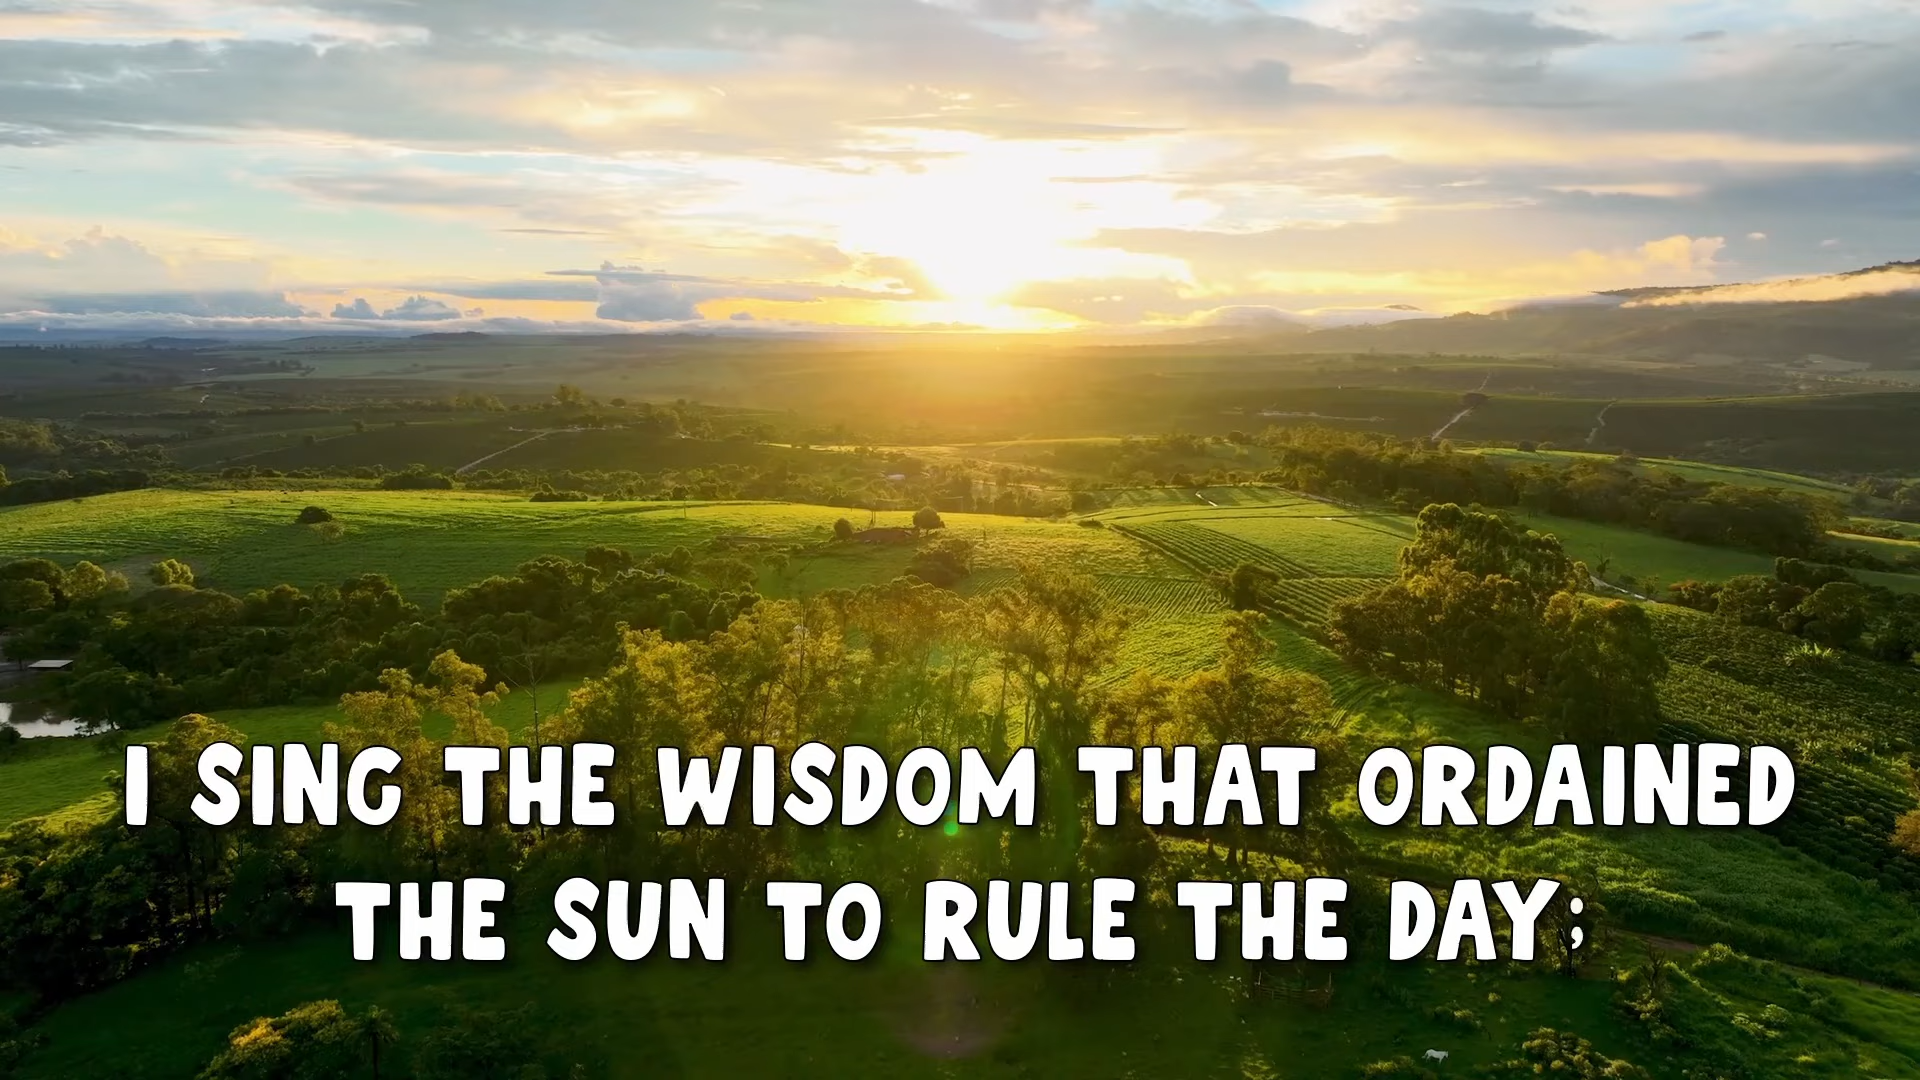 I SING THE WISDOM THAT ORDAINED
THE SUN TO RULE THE DAY;